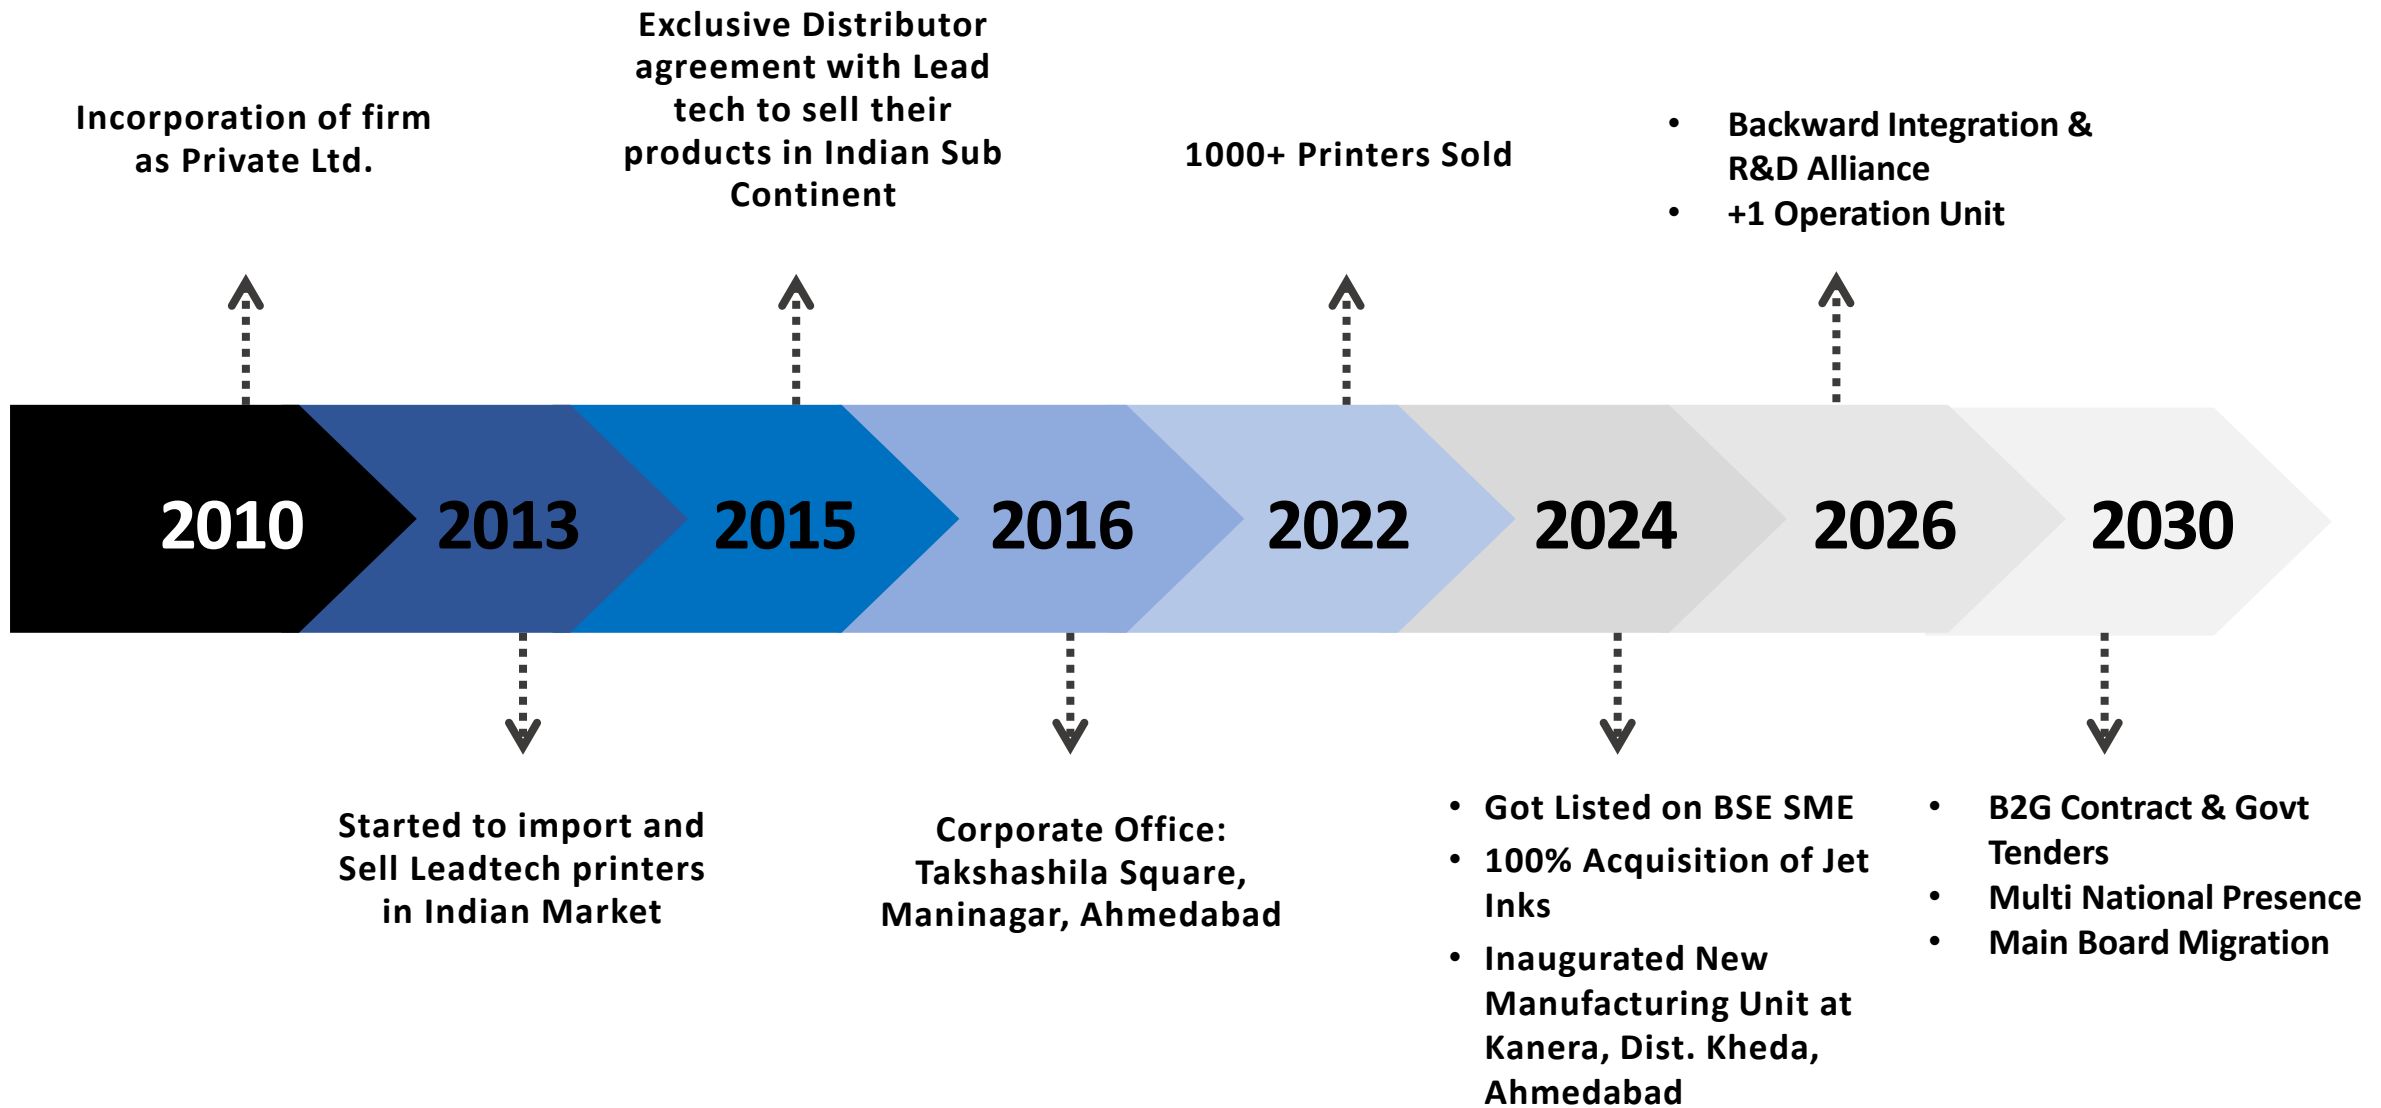 Incorporation of firm
as Private Ltd.
Exclusive Distributor
agreement with Lead
tech to sell their
products in Indian Sub
Continent
1000+ Printers Sold
• Backward Integration &
R&D Alliance
• +1 Operation Unit
2010
2013
2015
2016
2022
2024
2026
2030
Started to import and
Sell Leadtech printers
in Indian Market
Corporate Office:
Takshashila Square,
Maninagar, Ahmedabad
• Got Listed on BSE SME
• 100% Acquisition of Jet
Inks
• Inaugurated New
Manufacturing Unit at
Kanera, Dist. Kheda,
Ahmedabad
• B2G Contract & Govt
Tenders
• Multi National Presence
• Main Board Migration